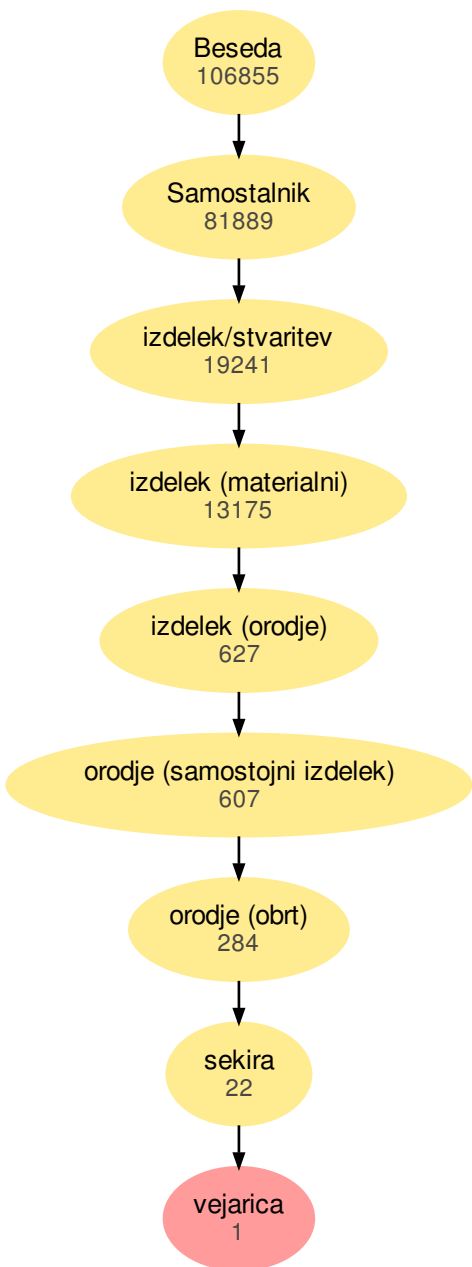 Beseda
106855
Samostalnik
81889
izdelek/stvaritev
19241
izdelek (materialni)
13175
izdelek (orodje)
627
orodje (samostojni izdelek)
607
orodje (obrt)
284
sekira
22
vejarica
1